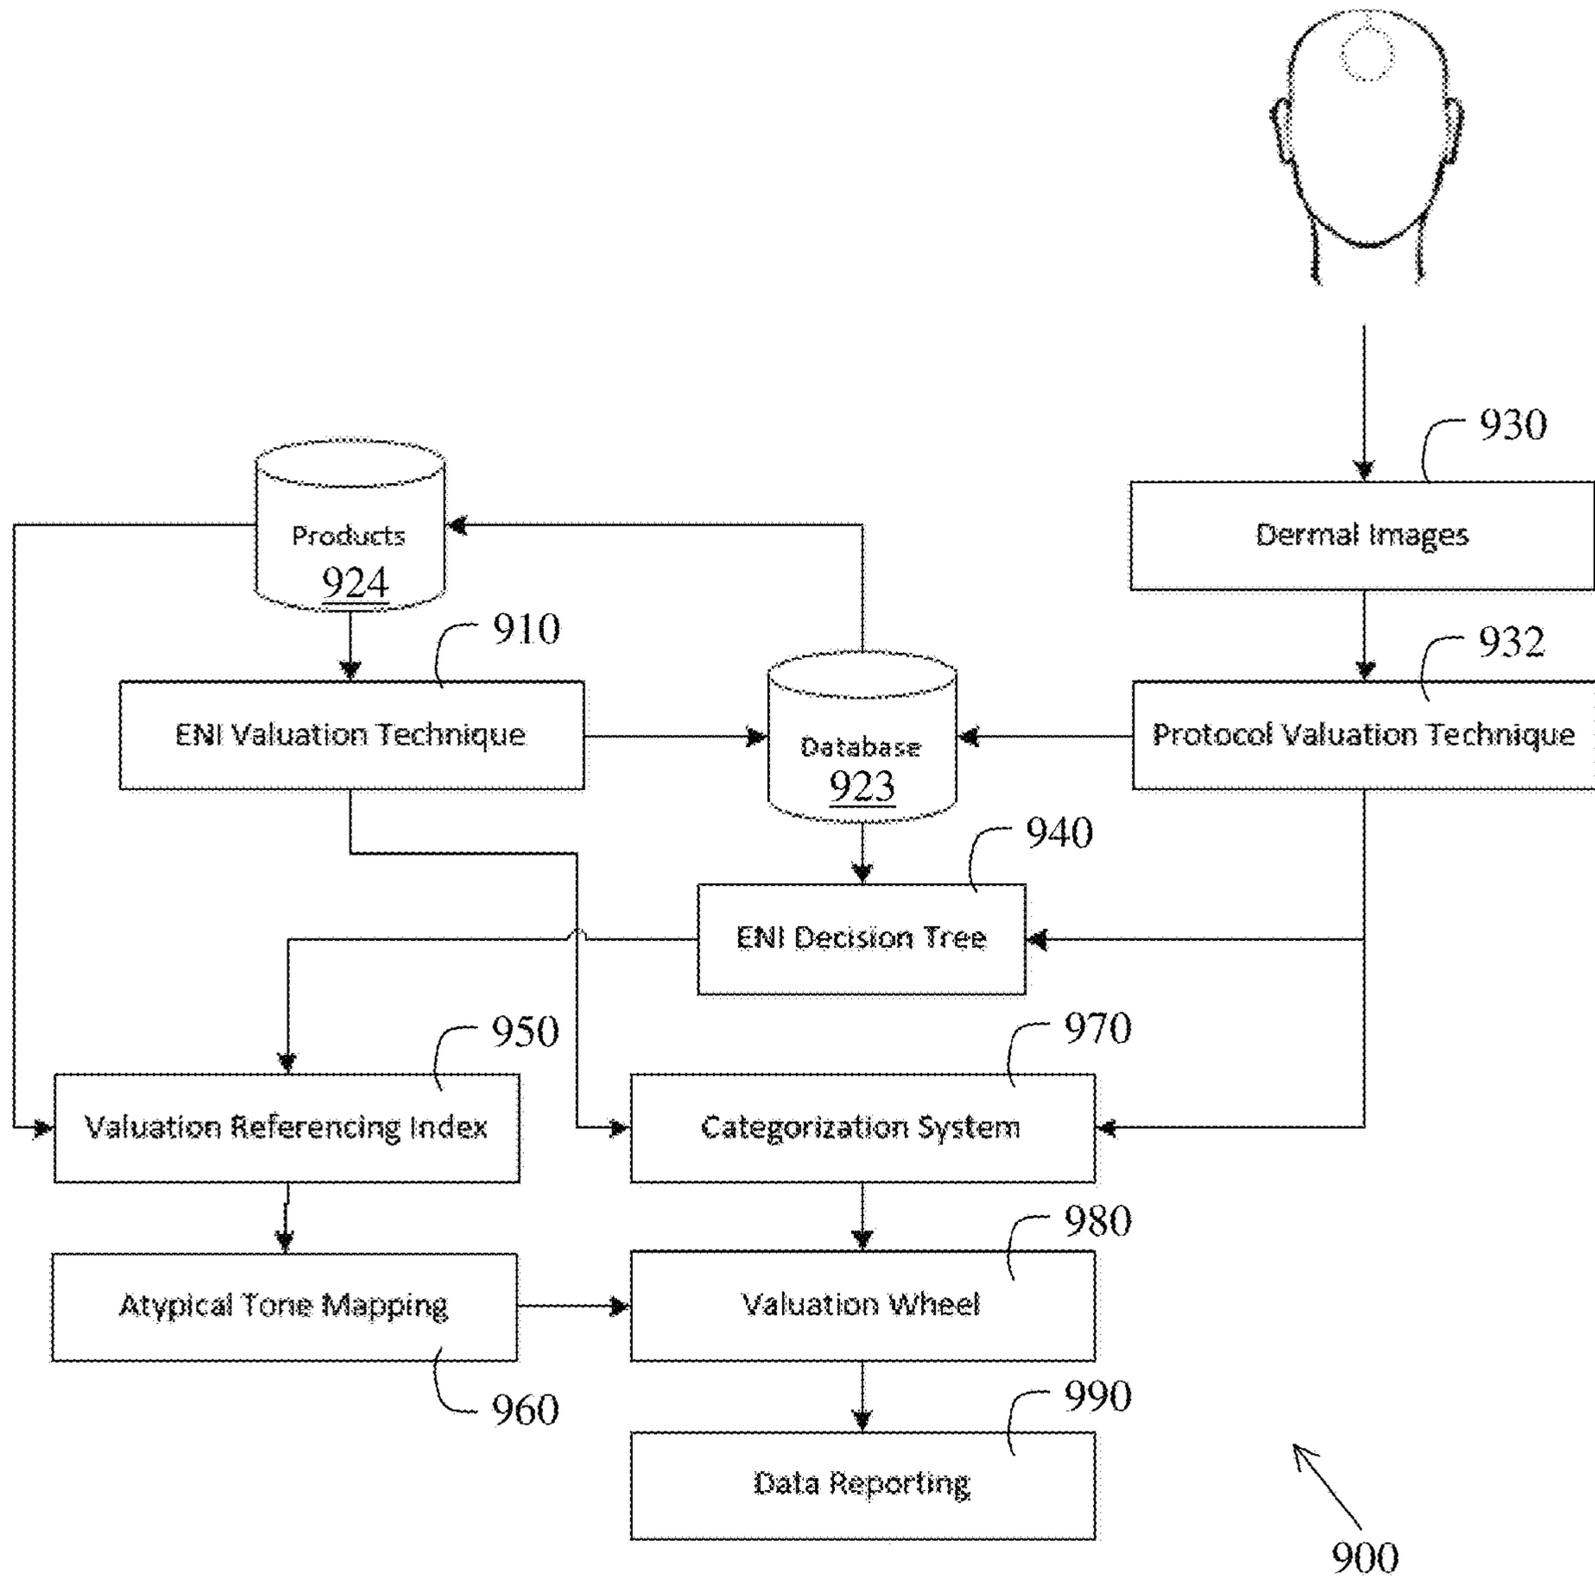 930
Dermal Images
Products
924
910
932
ENI Valuation Technique
Database
923
Protocol Valuation Technique
940
ENI Decision Tree
950
970
Valuation Referencing Index
Categorization System
980
Atypical Tone Mapping
Valuation Wheel
960
990
Data Reporting
900